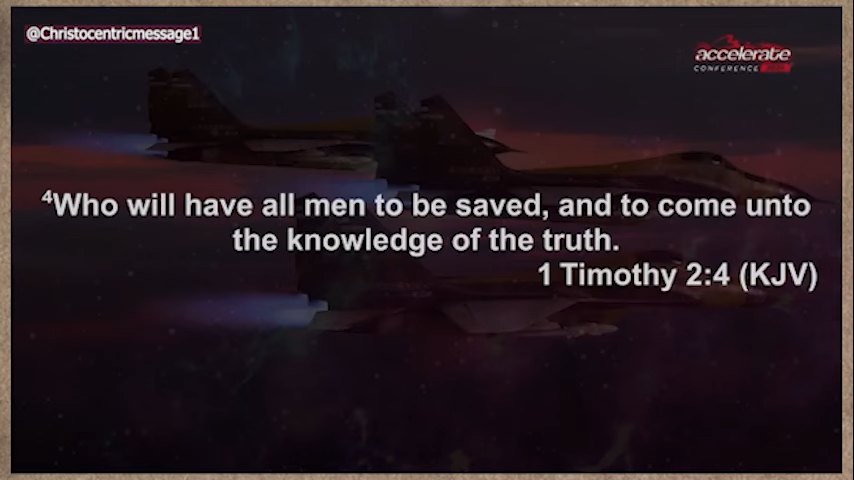 @Christocentricmessage1
accelerate
CONFERENCE
4Who will have all men to be saved, and to come unto
the knowledge of the truth.
1 Timothy 2:4 (KJV)